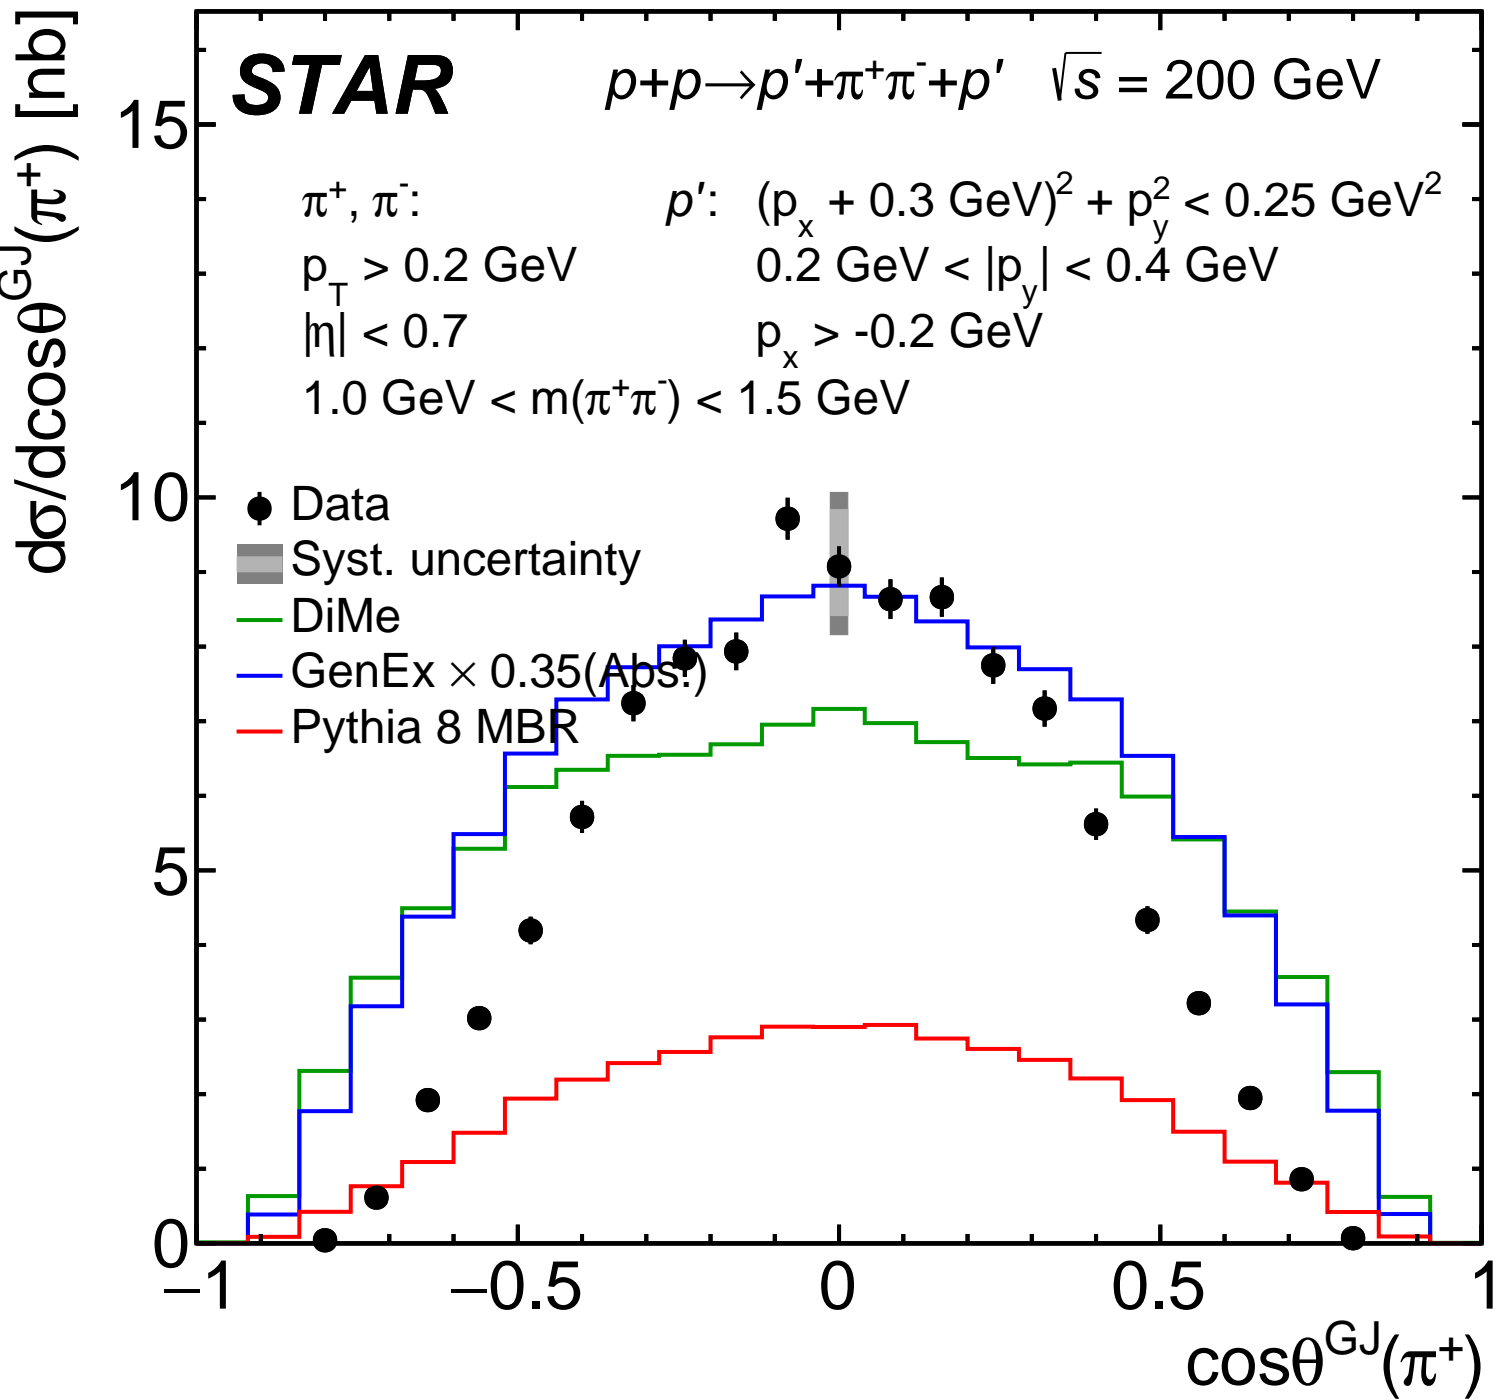 STAR p+p→p′+π⁺π⁻+p′ √s = 200 GeV
π⁺, π⁻: p′: (pₓ + 0.3 GeV)² + p_y² < 0.25 GeV²
p_T > 0.2 GeV 0.2 GeV < |p_y| < 0.4 GeV
|η| < 0.7 pₓ > -0.2 GeV
1.0 GeV < m(π⁺π⁻) < 1.5 GeV
Data
Syst. uncertainty
DiMe
GenEx × 0.35(Abs.)
Pythia 8 MBR
dσ/dcosθ^GJ(π⁺) [nb]
15
10
5
0
−1 −0.5 0 0.5 1
cosθ^GJ(π⁺)